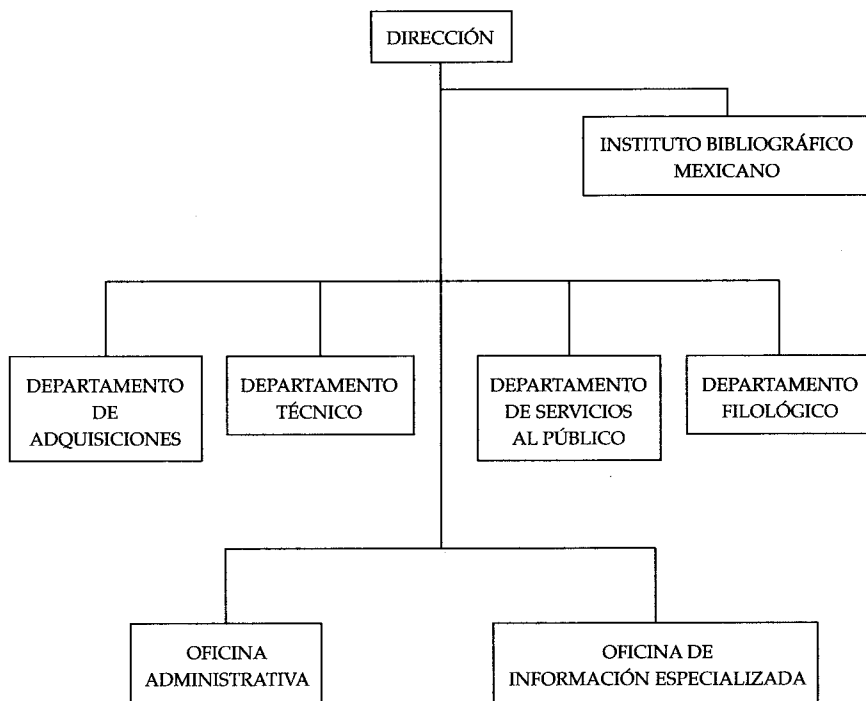 DIRECCIÓN
INSTITUTO BIBLIOGRÁFICO
MEXICANO
DEPARTAMENTO
DE
ADQUISICIONES
DEPARTAMENTO
TÉCNICO
DEPARTAMENTO
DE SERVICIOS
AL PÚBLICO
DEPARTAMENTO
FILOLÓGICO
OFICINA
ADMINISTRATIVA
OFICINA DE
INFORMACIÓN ESPECIALIZADA